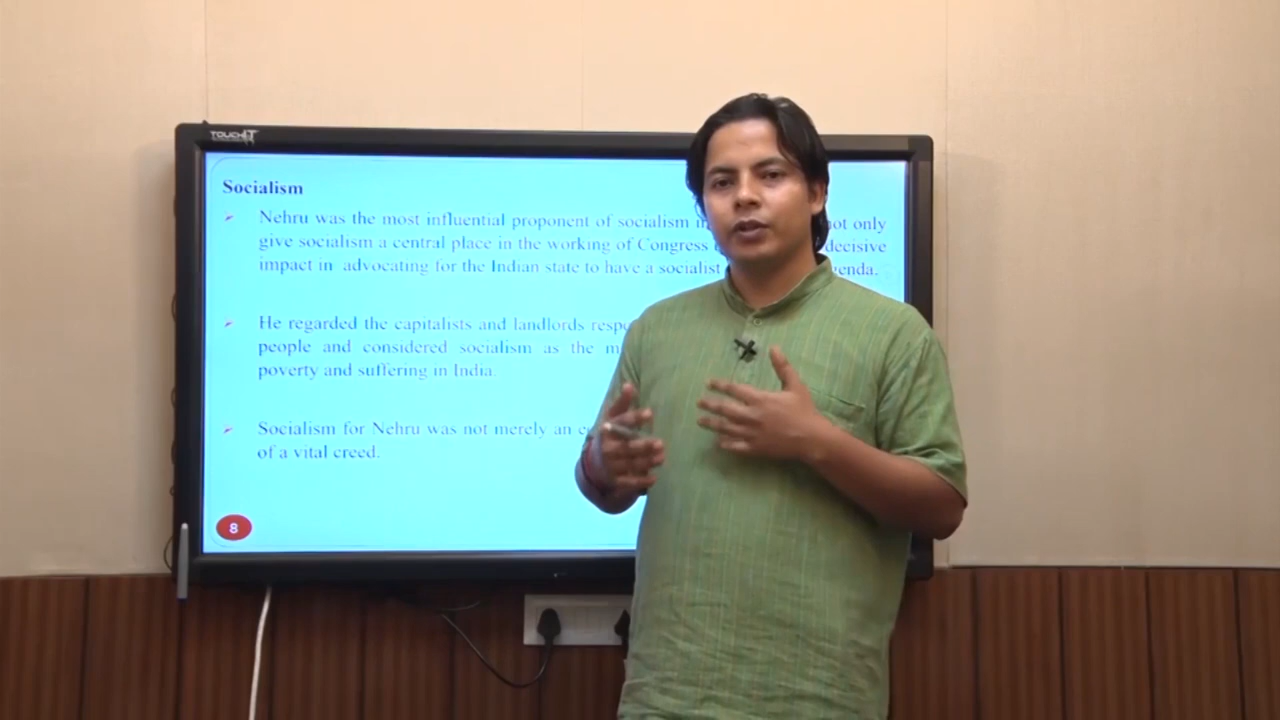 TOUCHIT
Socialism
Nehru was the most influential proponent of socialism in not only
give socialism a central place in the working of Congress decisive
impact in advocating for the Indian state to have a socialist
He regarded the capitalists and landlords
people and considered socialism as the
poverty and suffering in India.
Socialism for Nehru was not merely an
of a vital creed.
8